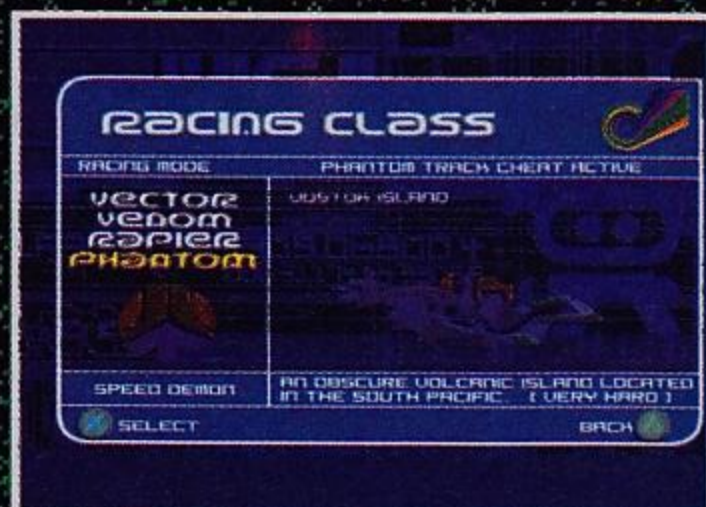 RACING CLASS
RACING MODE
PHANTOM TRACK CHEAT ACTIVE
VECTOR
VENOM
RAPIER
PHANTOM
VOSTOK ISLAND
SPEED DEMON
AN OBSCURE VOLCANIC ISLAND LOCATED
IN THE SOUTH PACIFIC. [ VERY HARD ]
SELECT
BACK